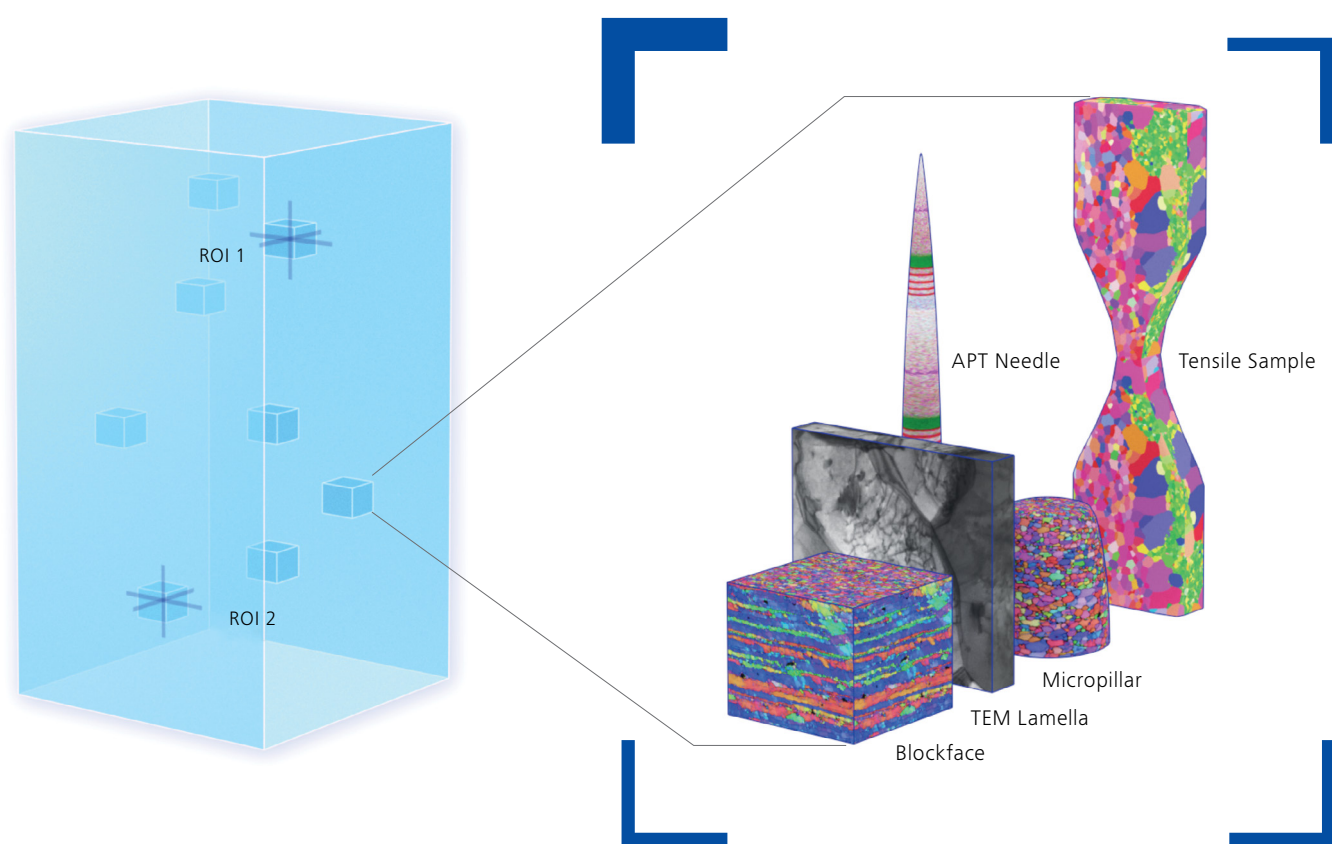 ROI 1
ROI 2
APT Needle
Tensile Sample
Micropillar
TEM Lamella
Blockface